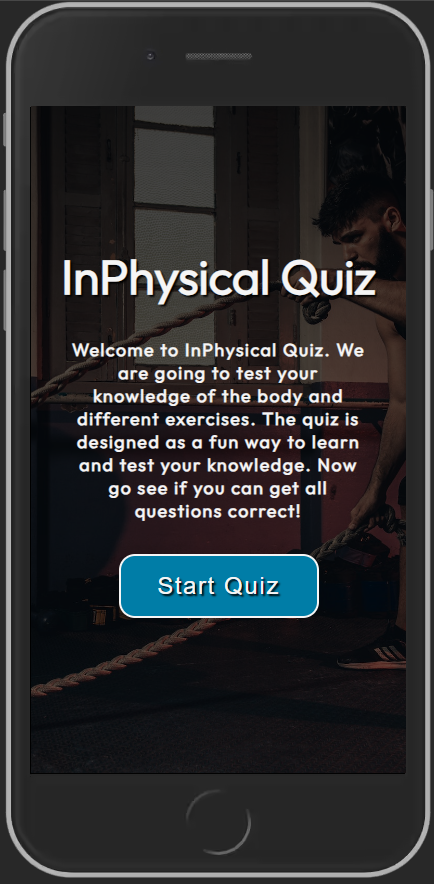 InPhysical Quiz
Welcome to InPhysical Quiz. We
are going to test your
knowledge of the body and
different exercises. The quiz is
designed as a fun way to learn
and test your knowledge. Now
go see if you can get all
questions correct!
Start Quiz